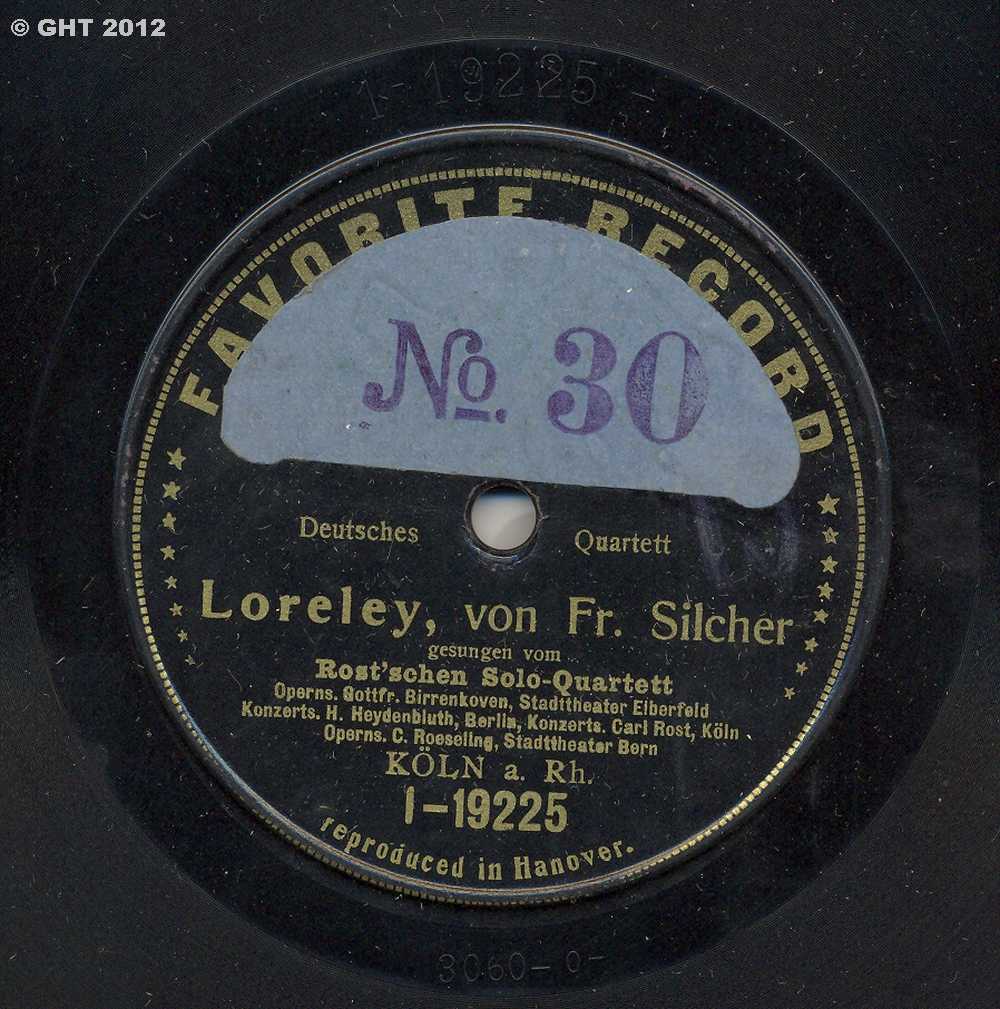 © GHT 2012
1-19225-
FAVORITE RECORD
No. 30
Deutsches Quartett
Loreley, von Fr. Silcher
gesungen vom
Rost'schen Solo-Quartett
Operns. Gottfr. Birrenkoven, Stadttheater Elberfeld
Konzerts. H. Heydenbluth, Berlin, Konzerts. Carl Rost, Köln
Operns. C. Roeseling, Stadttheater Bern
KÖLN a. Rh.
1-19225
reproduced in Hanover.
3060-0-